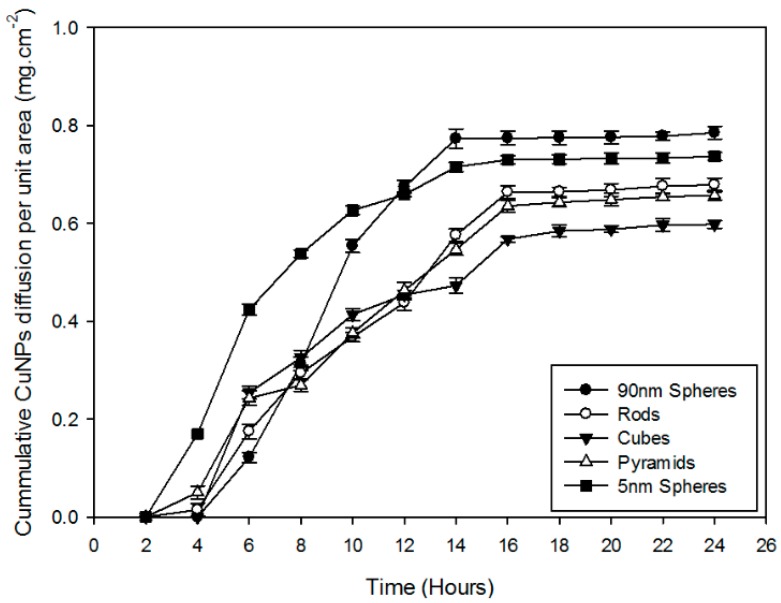 Cummulative CuNPs diffusion per unit area (mg.cm-2)
1.0
0.8
0.6
0.4
0.2
0.0
90nm Spheres
Rods
Cubes
Pyramids
5nm Spheres
0 2 4 6 8 10 12 14 16 18 20 22 24 26
Time (Hours)